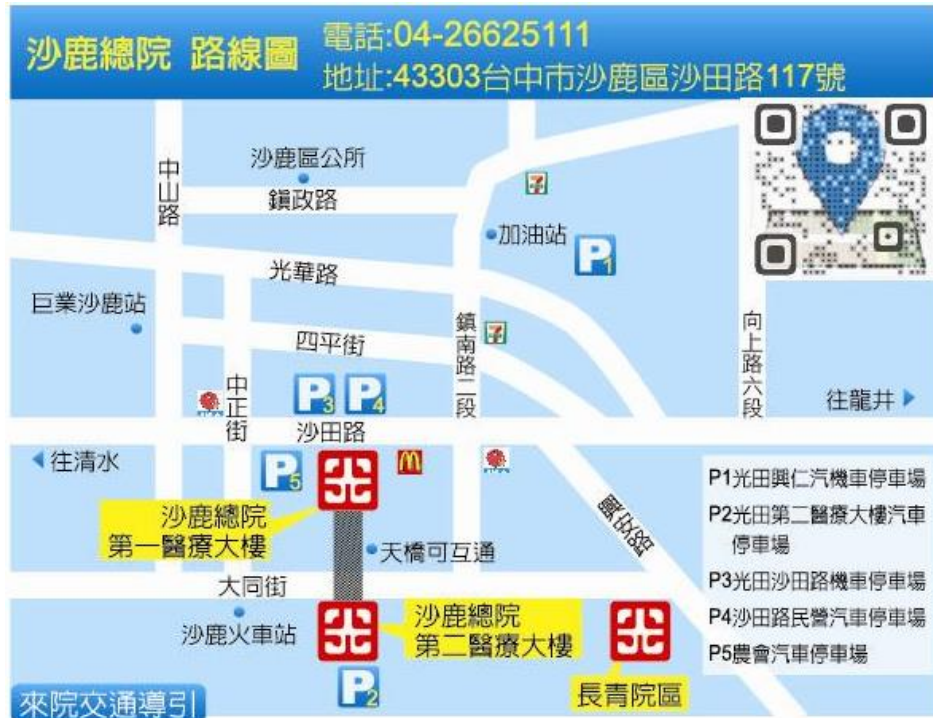 沙鹿總院 路線圖
電話:04-26625111
地址:43303台中市沙鹿區沙田路117號
中山路
沙鹿區公所
鎮政路
7
加油站
P1
光華路
巨業沙鹿站
四平街
鎮南路二段
7
向上路六段
中正街
P3
P4
往龍井
沙田路
往清水
P5
沙鹿總院
第一醫療大樓
天橋可互通
興安路
大同街
沙鹿火車站
沙鹿總院
第二醫療大樓
P2
長青院區
P1光田興仁汽機車停車場
P2光田第二醫療大樓汽車
停車場
P3光田沙田路機車停車場
P4沙田路民營汽車停車場
P5農會汽車停車場
來院交通導引